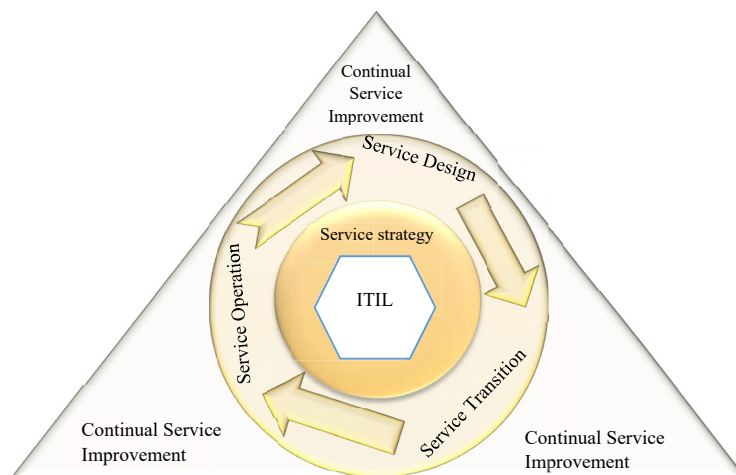 Continual
Service
Improvement
Service Design
Service strategy
ITIL
Service Operation
Service Transition
Continual Service
Improvement
Continual Service
Improvement